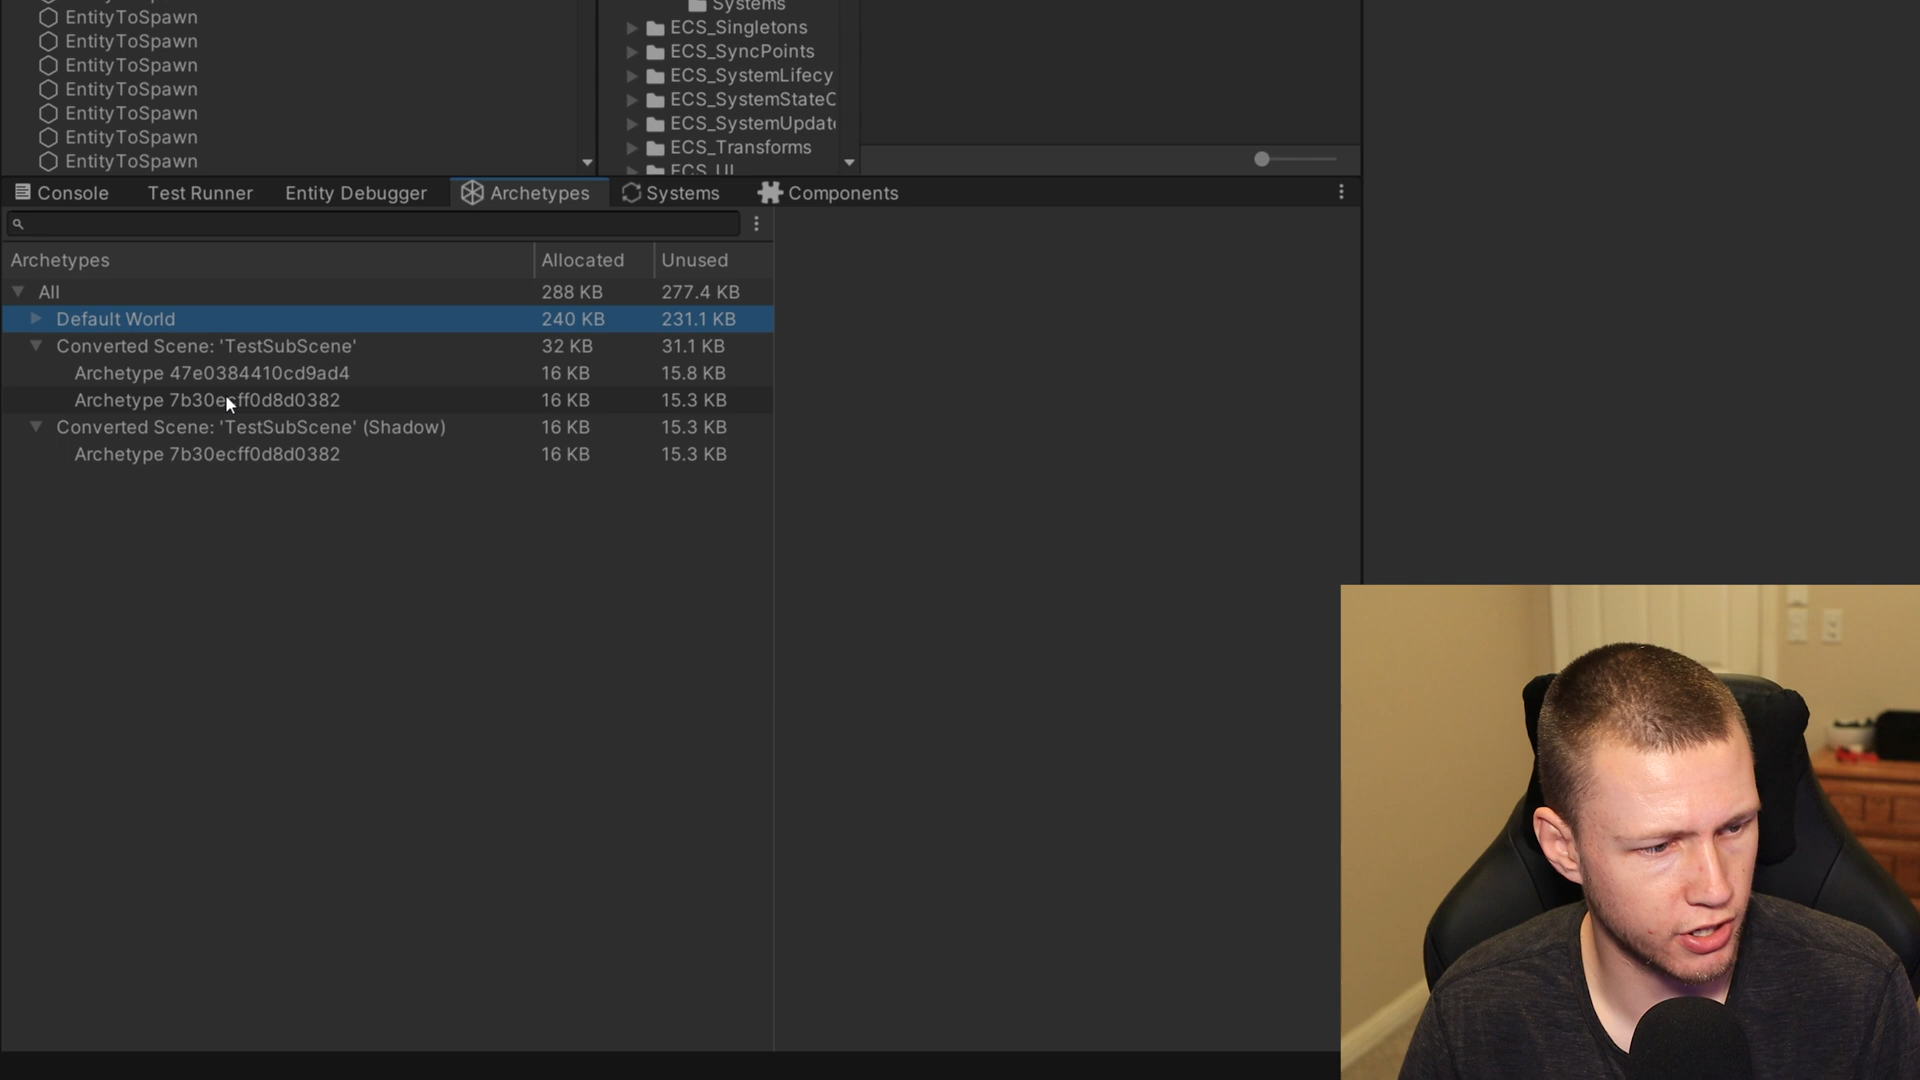 EntityToSpawn
EntityToSpawn
EntityToSpawn
EntityToSpawn
EntityToSpawn
EntityToSpawn
EntityToSpawn
Systems
ECS_Singletons
ECS_SyncPoints
ECS_SystemLifecy
ECS_SystemStateC
ECS_SystemUpdate
ECS_Transforms
ECS_UI
Console Test Runner Entity Debugger Archetypes Systems Components
Archetypes Allocated Unused
All 288 KB 277.4 KB
Default World 240 KB 231.1 KB
Converted Scene: 'TestSubScene' 32 KB 31.1 KB
Archetype 47e0384410cd9ad4 16 KB 15.8 KB
Archetype 7b30ecff0d8d0382 16 KB 15.3 KB
Converted Scene: 'TestSubScene' (Shadow) 16 KB 15.3 KB
Archetype 7b30ecff0d8d0382 16 KB 15.3 KB